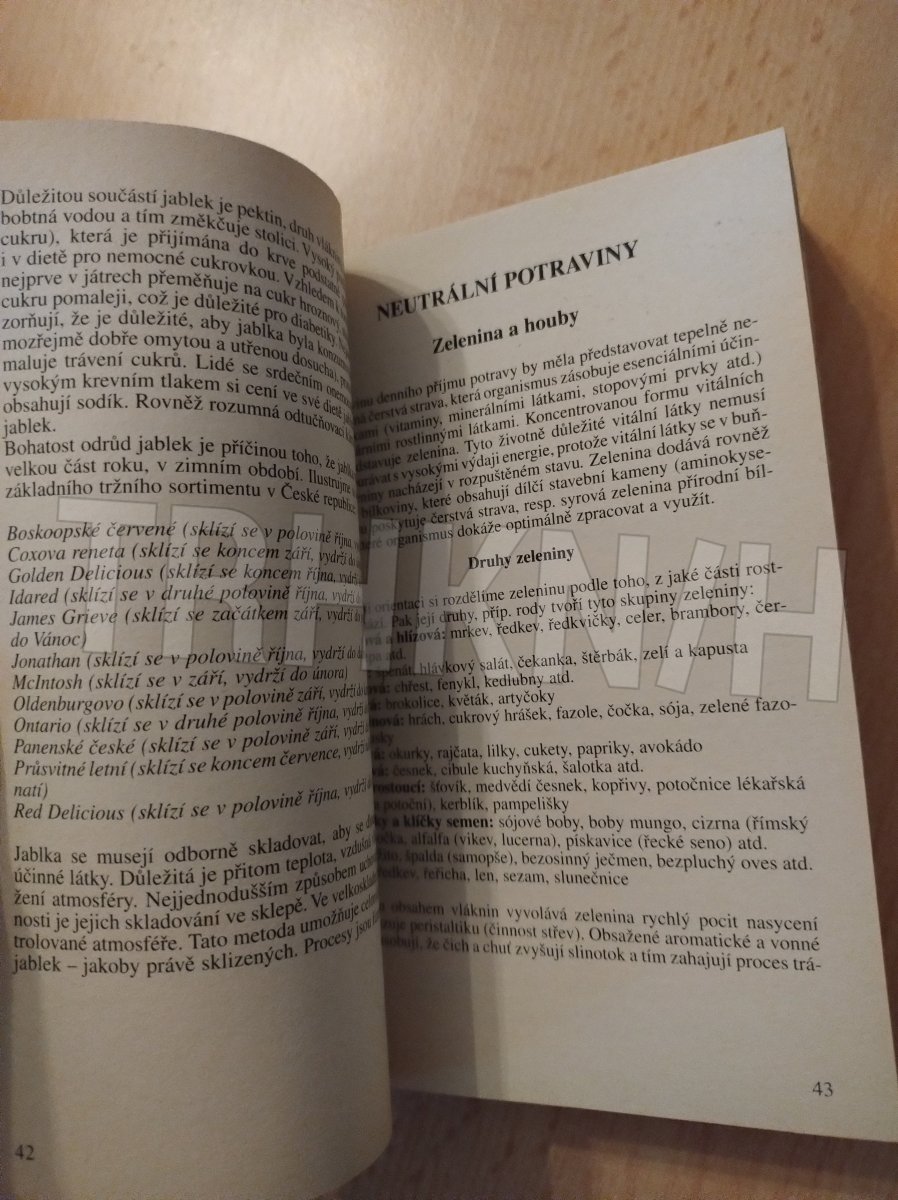 Důležitou součástí jablek je pektin, druh
bobtná vodou a tím změkčuje stolici. Vysoký
cukru), která je přijímána do krve podstatně
i v dietě pro nemocné cukrovkou. Vzhledem k
nejprve v játrech přeměňuje na cukr hroznový,
cukru pomaleji, což je důležité pro diabetiky
zorňují, že je důležité, aby jablka byla
mozřejmě dobře omytou a utřenou dosucha),
maluje trávení cukrů. Lidé se srdečním
vysokým krevním tlakem si cení ve své dietě
obsahují sodík. Rovněž rozumná odtučňovací
jablek.
Bohatost odrůd jablek je příčinou toho, že
velkou část roku, v zimním období. Ilustrujme
základního tržního sortimentu v České republice:
Boskoopské červené (sklízí se v polovině října,
Coxova reneta (sklízí se koncem září, vydrží do
Golden Delicious (sklízí se koncem října, vydrží
Idared (sklízí se v druhé polovině října, vydrží
James Grieve (sklízí se začátkem září, vydrží
do Vánoc)
Jonathan (sklízí se v polovině října, vydrží do
McIntosh (sklízí se v září, vydrží do února)
Oldenburgovo (sklízí se v polovině září, vydrží
Ontario (sklízí se v druhé polovině října, vydrží
Panenské české (sklízí se v polovině září, vydrží
Průsvitné letní (sklízí se koncem července, vydrží
natí)
Red Delicious (sklízí se v polovině října, vydrží do
Jablka se musejí odborně skladovat, aby se
účinné látky. Důležitá je přitom teplota, vzdušná
žení atmosféry. Nejjednodušším způsobem
nosti je jejich skladování ve sklepě. Ve
trolované atmosféře. Tato metoda umožňuje
jablek – jakoby právě sklizených. Procesy jsou
42
NEUTRÁLNÍ POTRAVINY
Zelenina a houby
denního příjmu potravy by měla představovat tepelně ne-
čerstvá strava, která organismus zásobuje esenciálními účin-
(vitaminy, minerálními látkami, stopovými prvky atd.)
rostlinnými látkami. Koncentrovanou formu vitálních
zelenina. Tyto životně důležité vitální látky nemusí
s vysokými výdaji energie, protože vitální látky se v buň-
nacházejí v rozpuštěném stavu. Zelenina dodává rovněž
bílkoviny, které obsahují dílčí stavební kameny (aminokyse-
poskytuje čerstvá strava, resp. syrová zelenina přírodní bíl-
organismus dokáže optimálně zpracovat a využít.
Druhy zeleniny
orientaci si rozdělíme zeleninu podle toho, z jaké části rost-
Pak její druhy, příp. rody tvoří tyto skupiny zeleniny:
a hlízová: mrkev, ředkev, ředkvičky, celer, brambory, čer-
atd.
špenát, hlávkový salát, čekanka, štěrbák, zelí a kapusta
chřest, fenykl, kedlubny atd.
brokolice, květák, artyčoky
hrách, cukrový hrášek, fazole, čočka, sója, zelené fazo-
okurky, rajčata, lilky, cukety, papriky, avokádo
česnek, cibule kuchyňská, šalotka atd.
šťovík, medvědí česnek, kopřivy, potočnice lékařská
potoční), kerblík, pampelišky
a klíčky semen: sójové boby, boby mungo, cizrna (římský
alfalfa (vikev, lucerna), pískavice (řecké seno) atd.
špalda (samopše), bezosinný ječmen, bezpluchý oves atd.
ředkev, řeřicha, len, sezam, slunečnice
obsahem vláknin vyvolává zelenina rychlý pocit nasycení
peristaltiku (činnost střev). Obsažené aromatické a vonné
že čich a chuť zvyšují slinotok a tím zahajují proces trá-
43